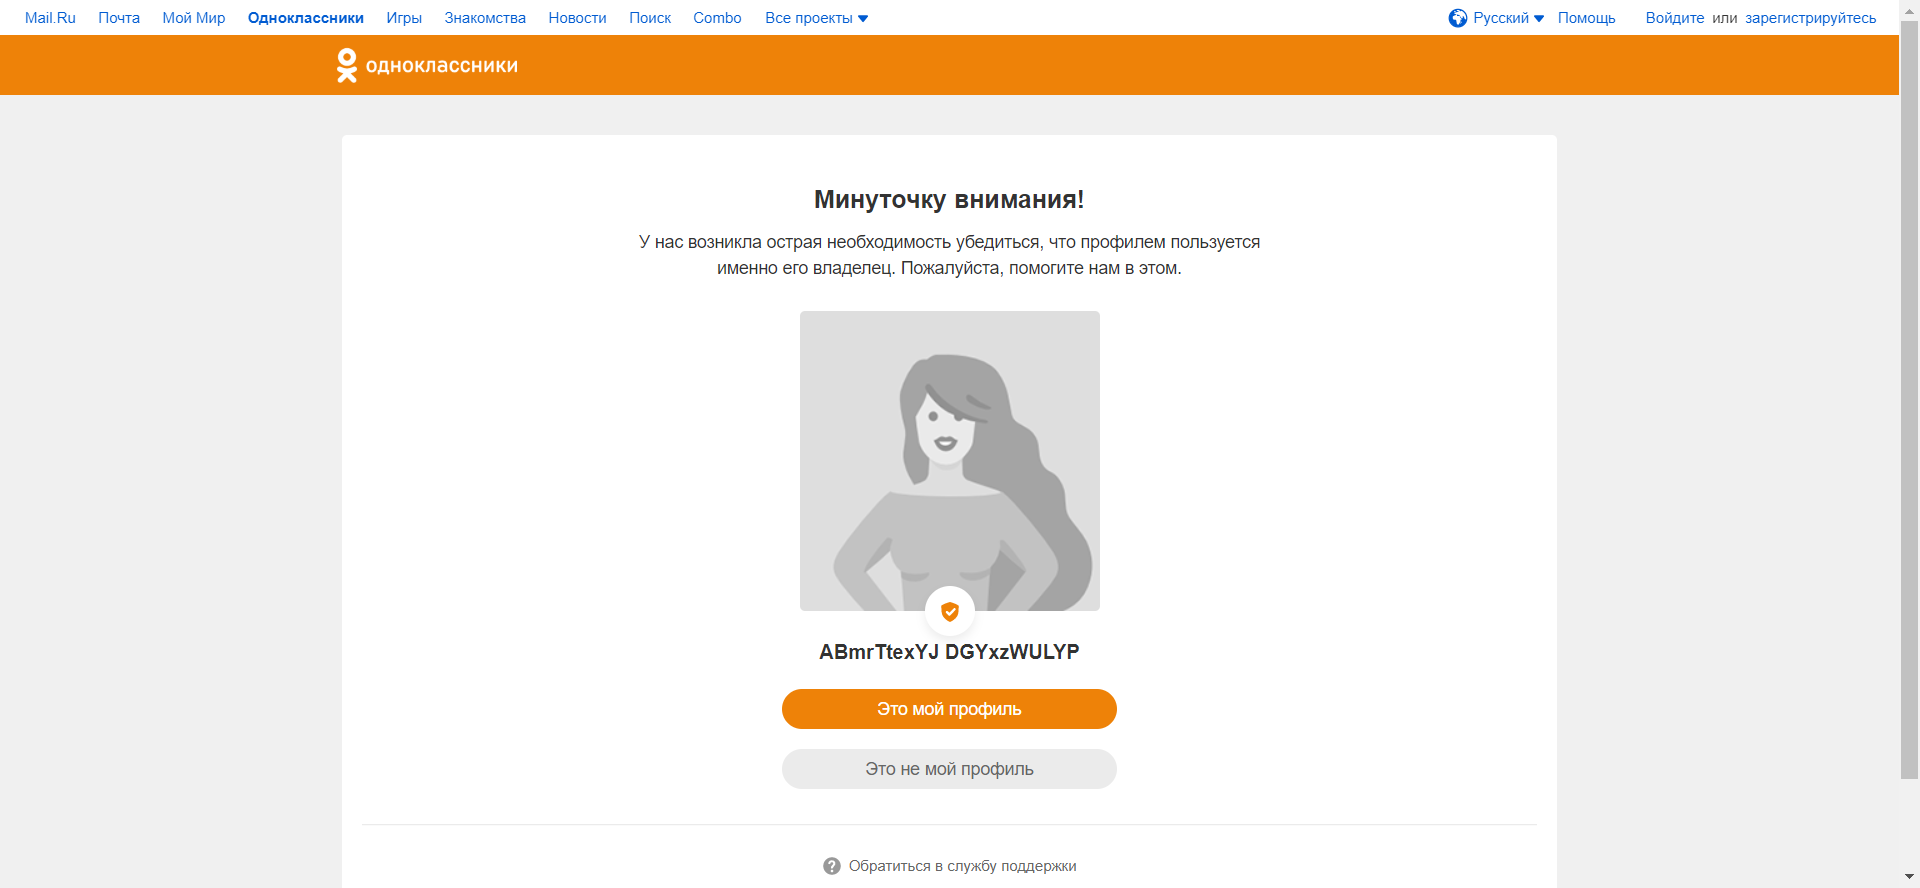 Mail.Ru Почта Мой Мир Одноклассники Игры Знакомства Новости Поиск Combo Все проекты Русский Помощь Войдите или зарегистрируйтесь
одноклассники
Минуточку внимания!
У нас возникла острая необходимость убедиться, что профилем пользуется
именно его владелец. Пожалуйста, помогите нам в этом.
ABmrTtexYJ DGYxzWULYP
Это мой профиль
Это не мой профиль
? Обратиться в службу поддержки